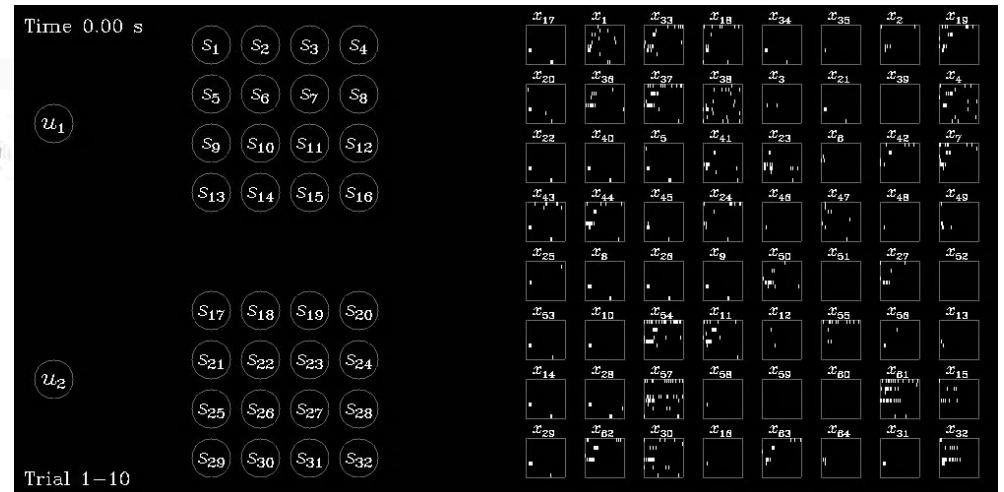 Time 0.00 s
u1
s1 s2 s3 s4
s5 s6 s7 s8
s9 s10 s11 s12
s13 s14 s15 s16
u2
s17 s18 s19 s20
s21 s22 s23 s24
s25 s26 s27 s28
s29 s30 s31 s32
Trial 1-10
x17 x1 x33 x18 x34 x35 x2 x19
x20 x36 x37 x38 x3 x21 x39 x4
x22 x40 x5 x41 x23 x6 x42 x7
x43 x44 x45 x24 x46 x47 x48 x49
x25 x8 x26 x9 x50 x51 x27 x52
x53 x10 x54 x11 x12 x55 x56 x13
x14 x28 x57 x58 x59 x60 x61 x15
x29 x62 x30 x16 x63 x64 x31 x32